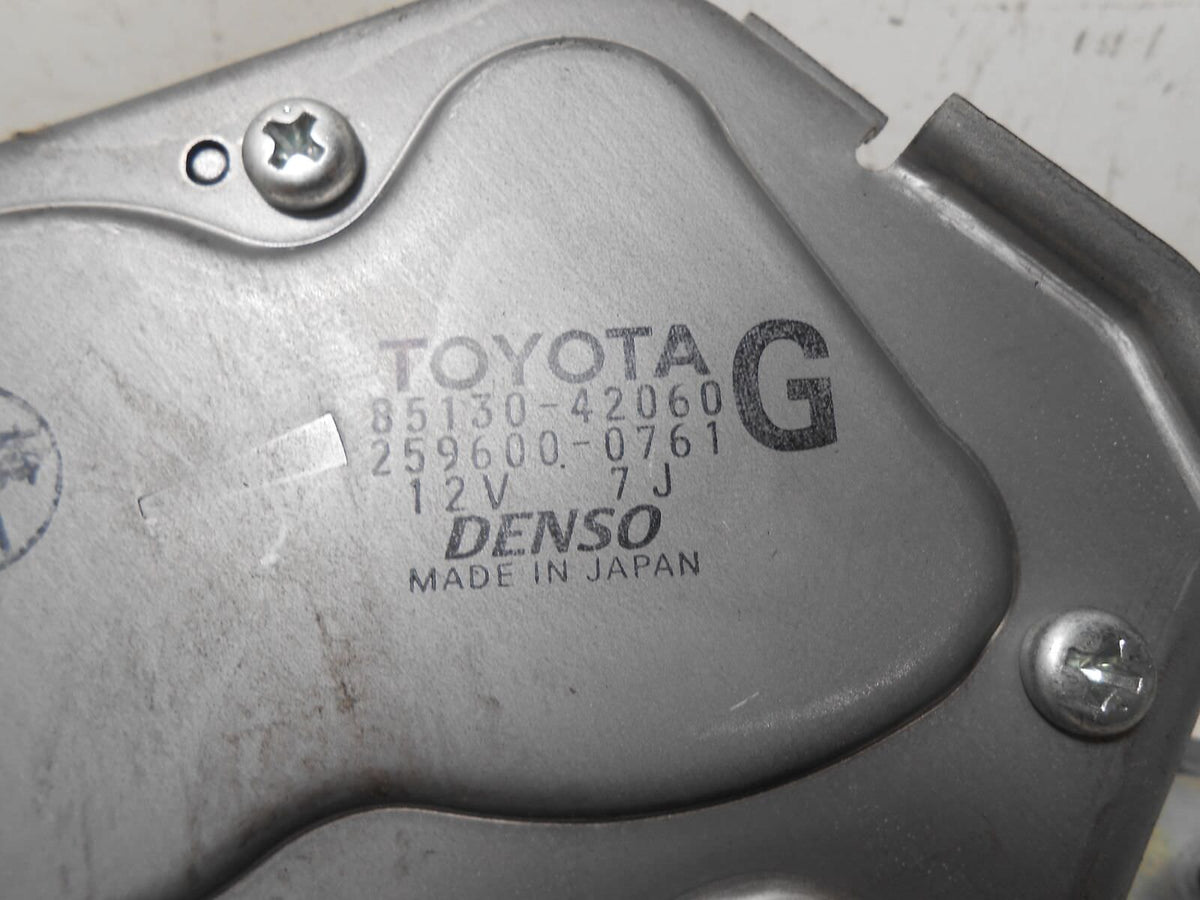 TOYOTA G
85130-42060
259600-0761
12V 7J
DENSO
MADE IN JAPAN